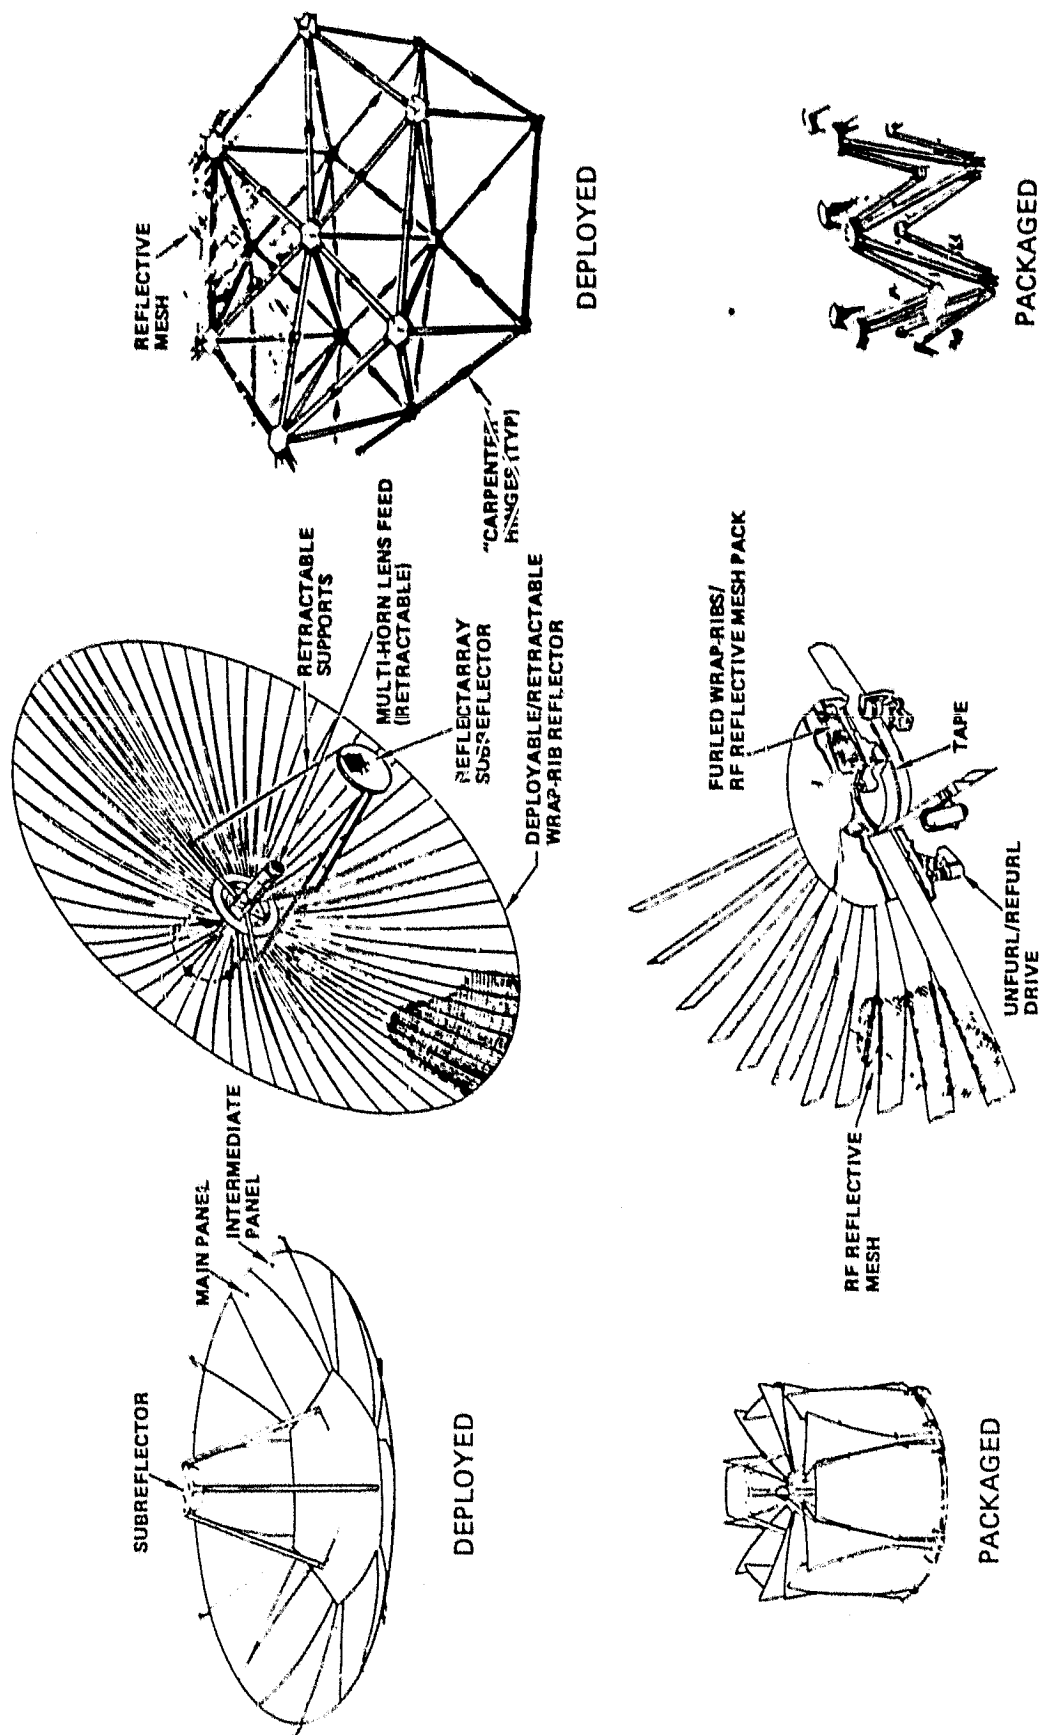 SUBREFLECTOR
MAIN PANEL
INTERMEDIATE
PANEL
DEPLOYED
PACKAGED
RETRACTABLE
SUPPORTS
MULTI-HORN LENS FEED
(RETRACTABLE)
REFLECTARRAY
SUBREFLECTOR
DEPLOYABLE/RETRACTABLE
WRAP-RIB REFLECTOR
FURLED WRAP-RIBS/
RF REFLECTIVE MESH PACK
TAPE
UNFURL/REFURL
DRIVE
RF REFLECTIVE
MESH
REFLECTIVE
MESH
"CARPENTER
HINGES (TYP)
DEPLOYED
PACKAGED